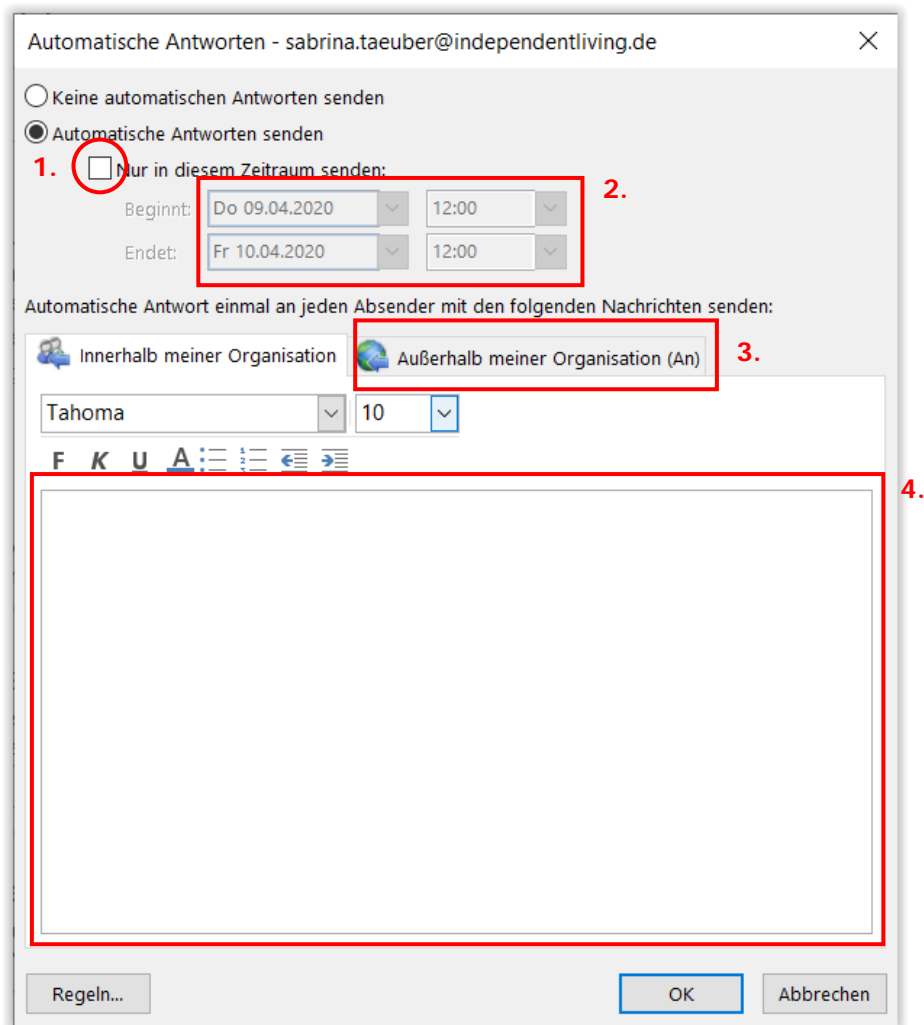 Automatische Antworten - sabrina.taeuber@independentliving.de
Keine automatischen Antworten senden
Automatische Antworten senden
1. Nur in diesem Zeitraum senden:
2.
Beginnt: Do 09.04.2020 12:00
Endet: Fr 10.04.2020 12:00
Automatische Antwort einmal an jeden Absender mit den folgenden Nachrichten senden:
Innerhalb meiner Organisation Außerhalb meiner Organisation (An) 3.
Tahoma 10
F K U A
4.
Regeln... OK Abbrechen